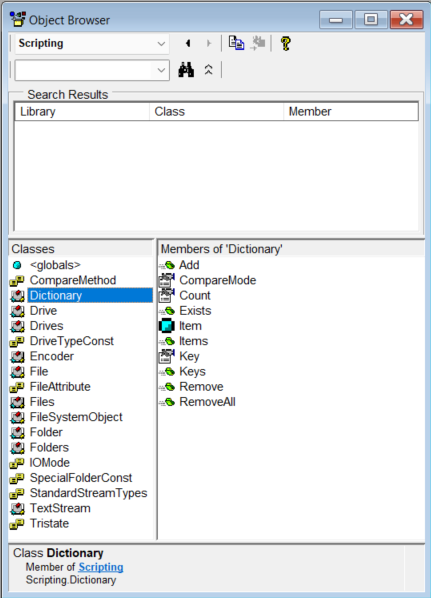 Object Browser
Scripting
Search Results
Library Class Member
Classes
<globals>
CompareMethod
Dictionary
Drive
Drives
DriveTypeConst
Encoder
File
FileAttribute
Files
FileSystemObject
Folder
Folders
IOMode
SpecialFolderConst
StandardStreamTypes
TextStream
Tristate
Members of 'Dictionary'
Add
CompareMode
Count
Exists
Item
Items
Key
Keys
Remove
RemoveAll
Class Dictionary
Member of Scripting
Scripting.Dictionary